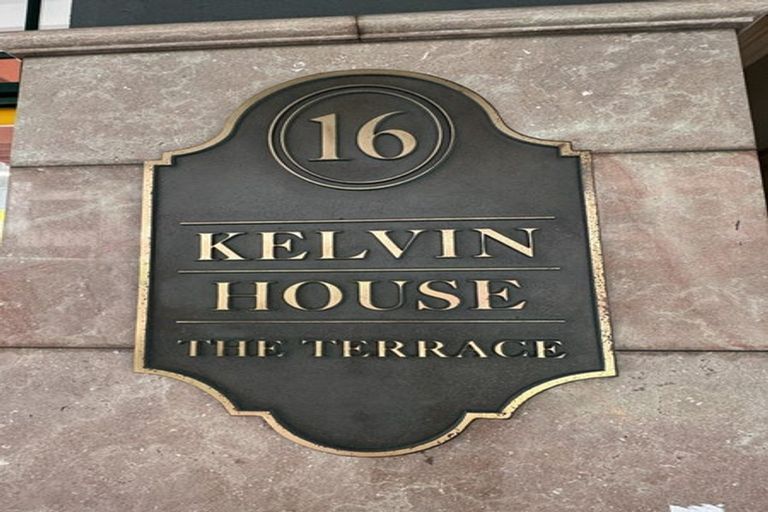 16
KELVIN
HOUSE
THE TERRACE